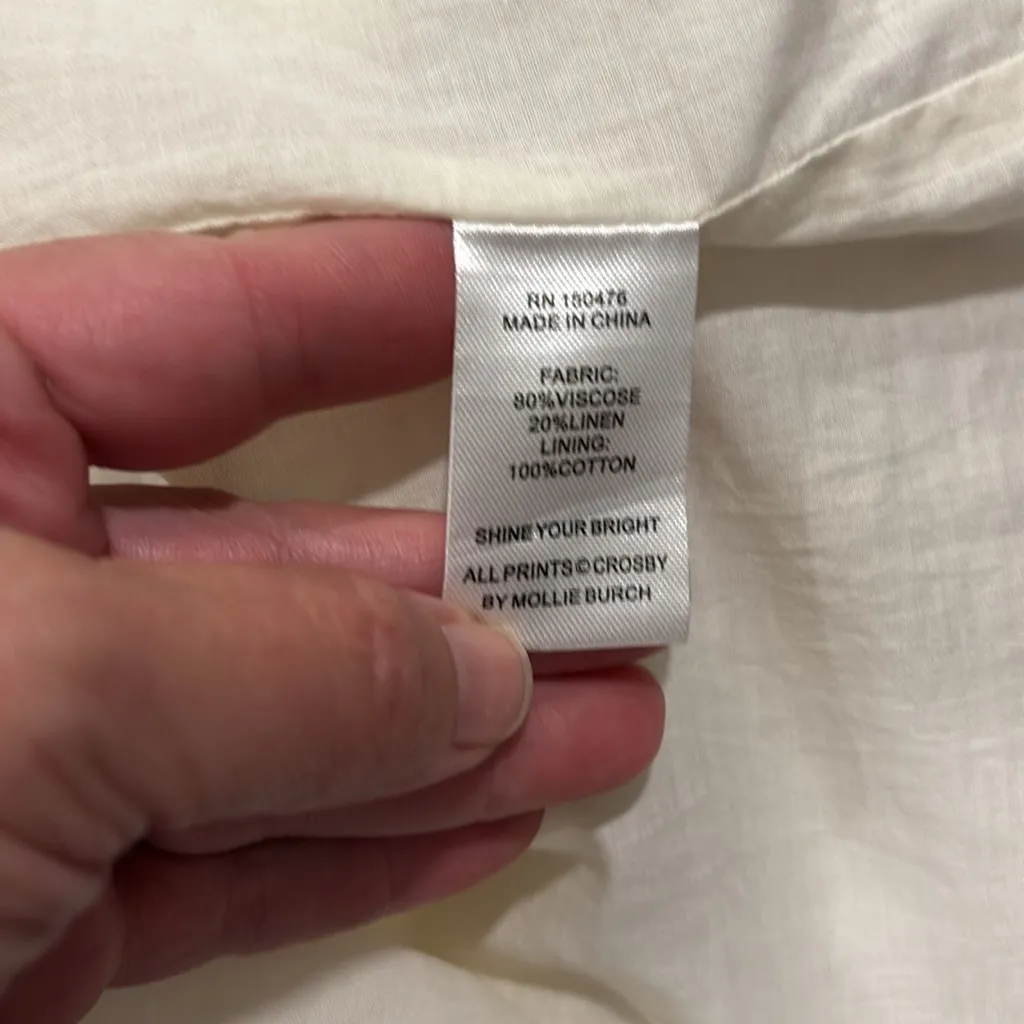 RN 150476
MADE IN CHINA
FABRIC:
80%VISCOSE
20%LINEN
LINING:
100%COTTON
SHINE YOUR BRIGHT
ALL PRINTS©CROSBY
BY MOLLIE BURCH